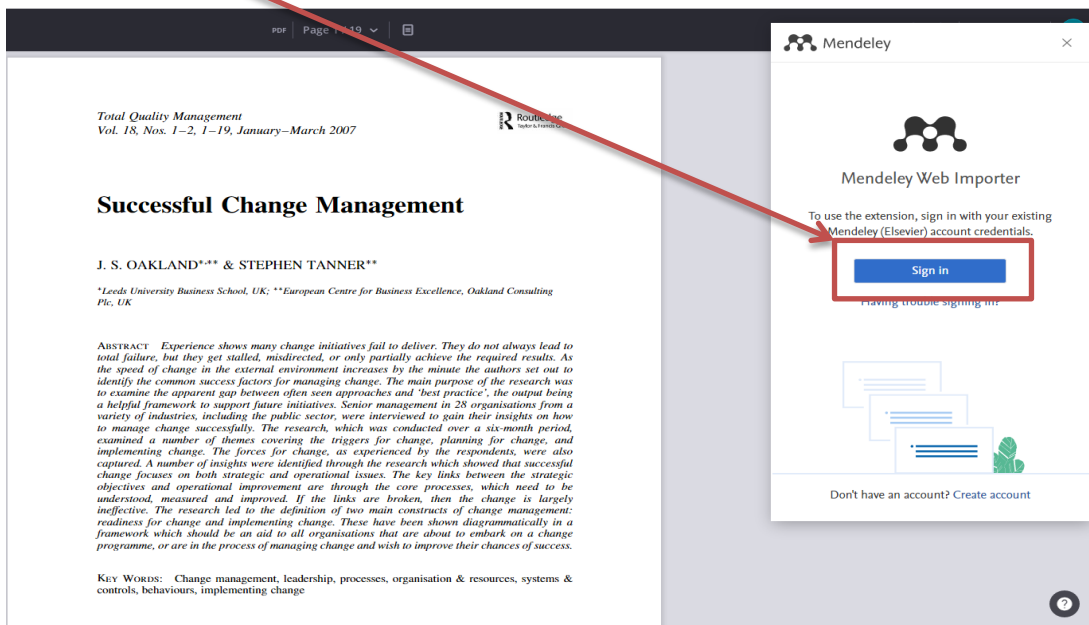 PDF
Page 1 / 19
Total Quality Management
Vol. 18, Nos. 1–2, 1–19, January–March 2007
Routledge
Taylor & Francis
Successful Change Management
J. S. OAKLAND*,** & STEPHEN TANNER**
*Leeds University Business School, UK; **European Centre for Business Excellence, Oakland Consulting
Plc, UK
ABSTRACT Experience shows many change initiatives fail to deliver. They do not always lead to
total failure, but they get stalled, misdirected, or only partially achieve the required results. As
the speed of change in the external environment increases by the minute the authors set out to
identify the common success factors for managing change. The main purpose of the research was
to examine the apparent gap between often seen approaches and ‘best practice’, the output being
a helpful framework to support future initiatives. Senior management in 28 organisations from a
variety of industries, including the public sector, were interviewed to gain their insights on how
to manage change successfully. The research, which was conducted over a six-month period,
examined a number of themes covering the triggers for change, planning for change, and
implementing change. The forces for change, as experienced by the respondents, were also
captured. A number of insights were identified through the research which showed that successful
change focuses on both strategic and operational issues. The key links between the strategic
objectives and operational improvement are through the core processes, which need to be
understood, measured and improved. If the links are broken, then the change is largely
ineffective. The research led to the definition of two main constructs of change management:
readiness for change and implementing change. These have been shown diagrammatically in a
framework which should be an aid to all organisations that are about to embark on a change
programme, or are in the process of managing change and wish to improve their chances of success.
KEY WORDS: Change management, leadership, processes, organisation & resources, systems &
controls, behaviours, implementing change
Mendeley
Mendeley Web Importer
To use the extension, sign in with your existing
Mendeley (Elsevier) account credentials.
Sign in
Having trouble signing in?
Don't have an account? Create account
?